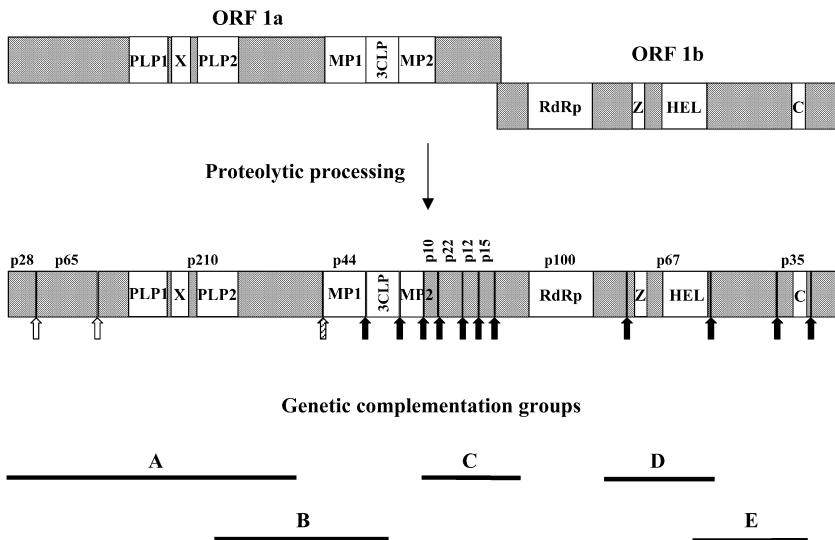 ORF 1a
ORF 1b
PLP1 X PLP2 MP1 3CLP MP2
RdRp Z HEL C
Proteolytic processing
p28 p65 p210 p44 p10 p22 p12 p15 p100 p67 p35
PLP1 X PLP2 MP1 3CLP MP2 RdRp Z HEL C
Genetic complementation groups
A C D
B E